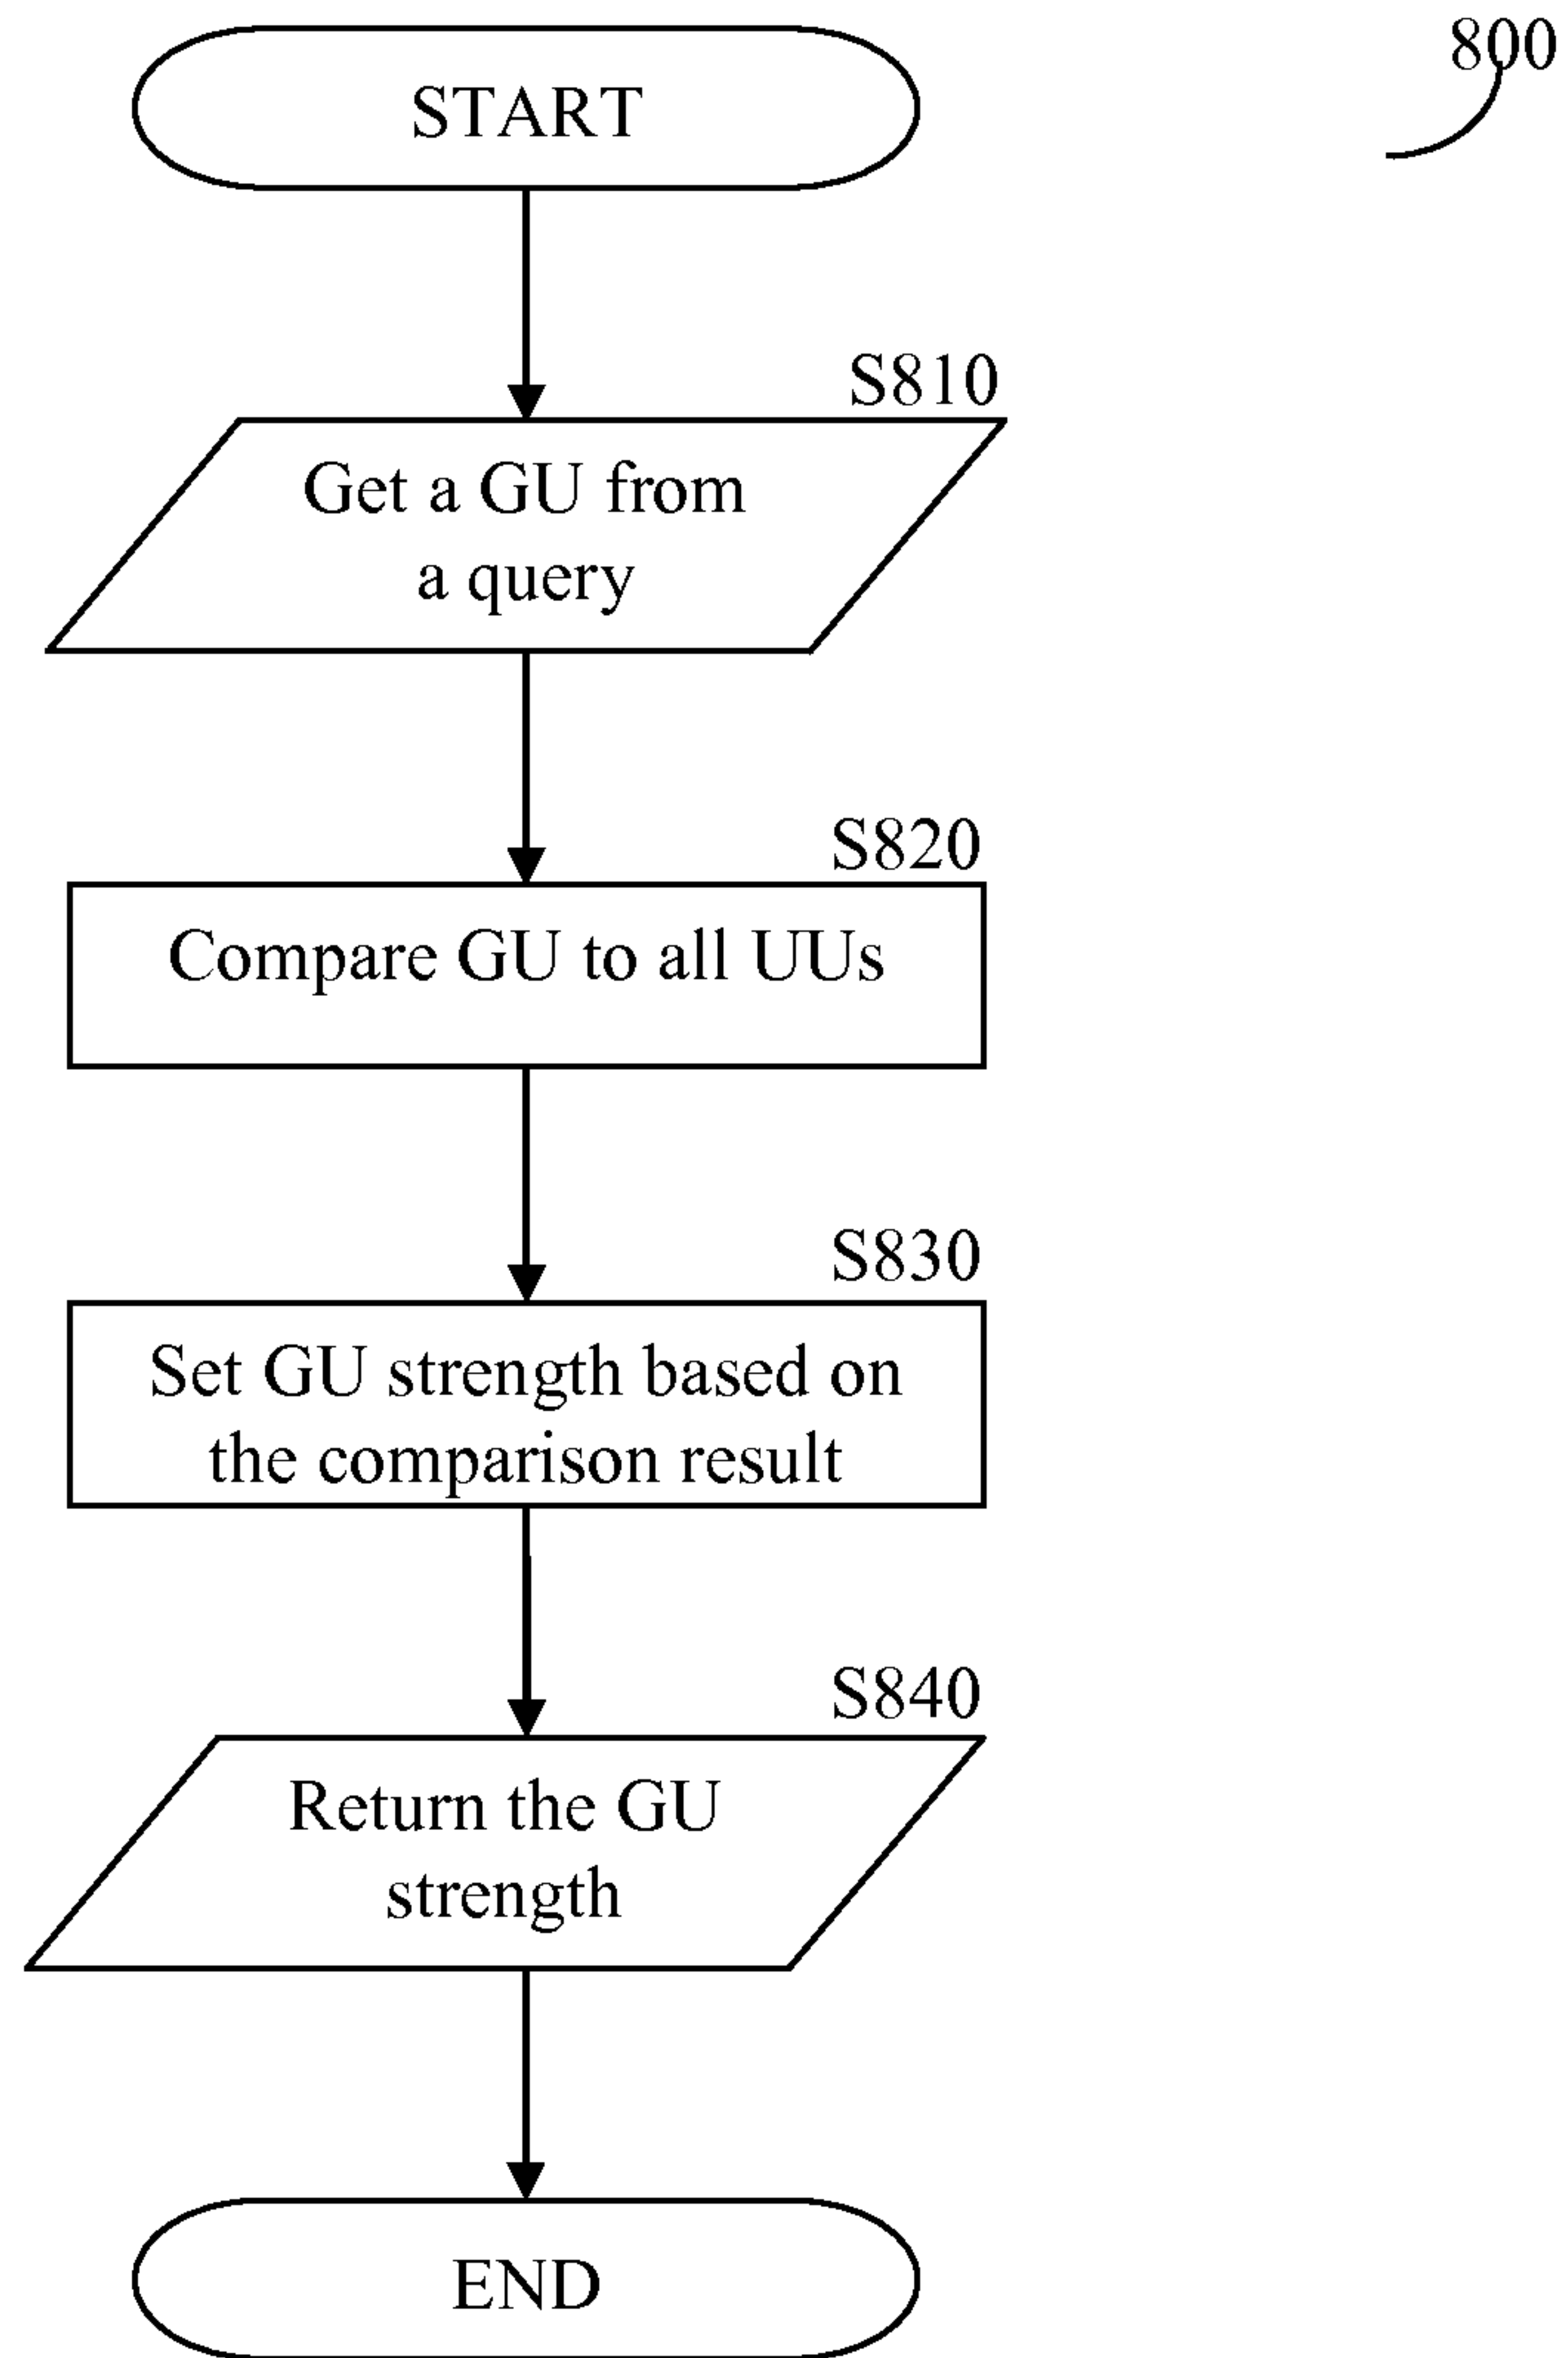 800
START
S810
Get a GU from
a query
S820
Compare GU to all UUs
S830
Set GU strength based on
the comparison result
S840
Return the GU
strength
END